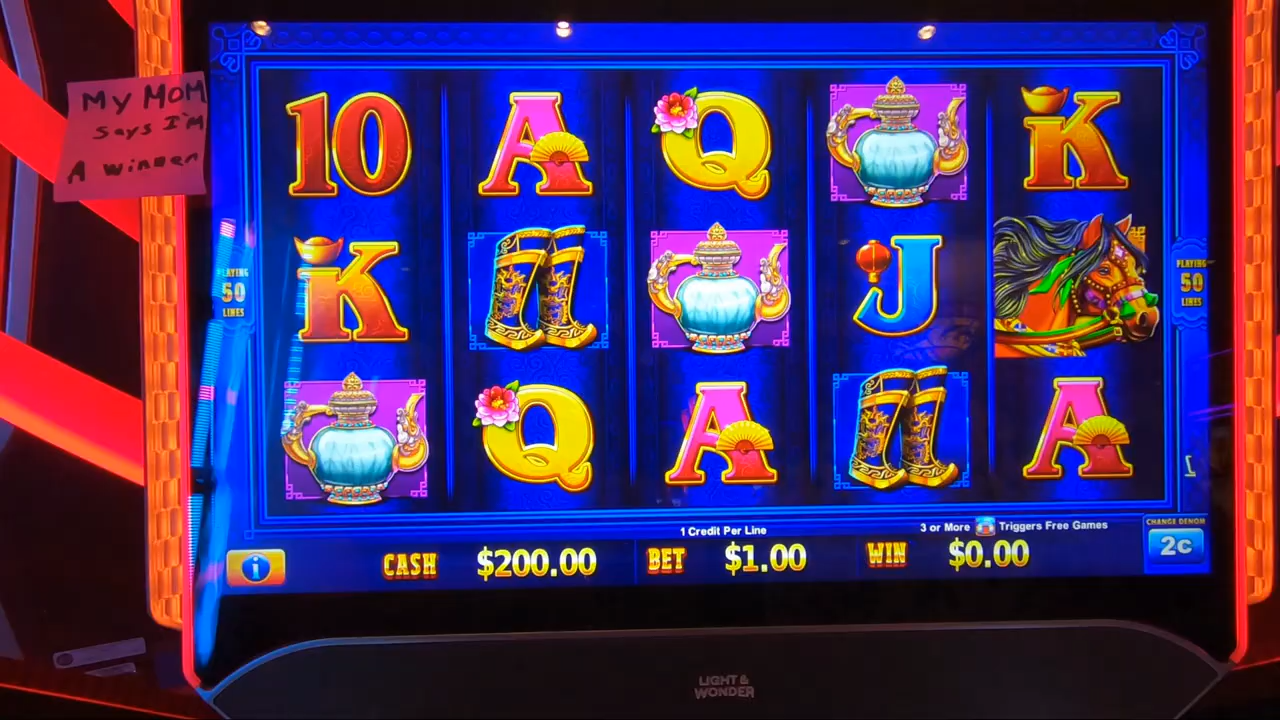 My MOM
Says I'M
A winner
10 A Q K
K J
Q A A
PLAYING
50
LINES
PLAYING
50
LINES
1 Credit Per Line
3 or More Triggers Free Games
CHANGE DENOM
2¢
i
CASH $200.00 BET $1.00 WIN $0.00
LIGHT &
WONDER